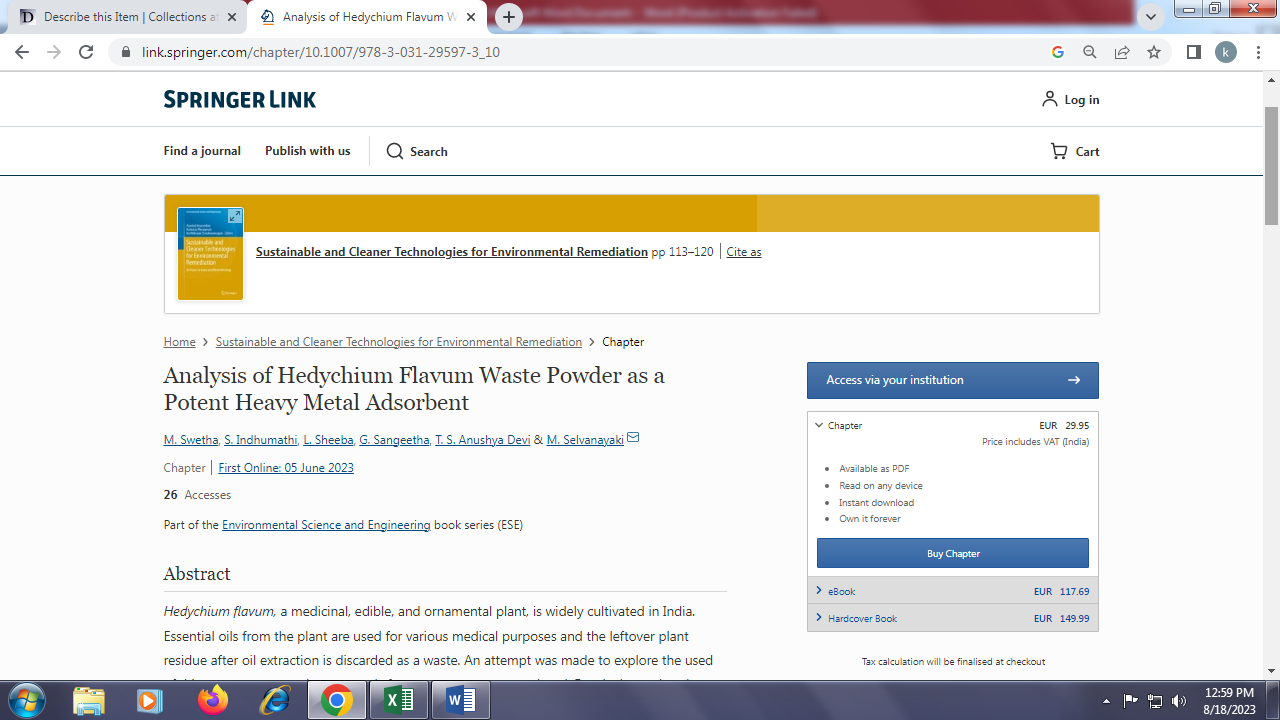 Describe this Item | Collections at
Analysis of Hedychium Flavum W
link.springer.com/chapter/10.1007/978-3-031-29597-3_10
k
SPRINGER LINK
Log in
Find a journal
Publish with us
Search
Cart
Sustainable and Cleaner Technologies for Environmental Remediation
Sustainable and Cleaner Technologies for Environmental Remediation pp 113–120 | Cite as
Home > Sustainable and Cleaner Technologies for Environmental Remediation > Chapter
Analysis of Hedychium Flavum Waste Powder as a
Potent Heavy Metal Adsorbent
M. Swetha, S. Indhumathi, L. Sheeba, G. Sangeetha, T. S. Anushya Devi & M. Selvanayaki
Chapter | First Online: 05 June 2023
26 Accesses
Part of the Environmental Science and Engineering book series (ESE)
Abstract
Hedychium flavum, a medicinal, edible, and ornamental plant, is widely cultivated in India.
Essential oils from the plant are used for various medical purposes and the leftover plant
residue after oil extraction is discarded as a waste. An attempt was made to explore the used
Access via your institution
Chapter EUR 29.95
Price includes VAT (India)
• Available as PDF
• Read on any device
• Instant download
• Own it forever
Buy Chapter
eBook EUR 117.69
Hardcover Book EUR 149.99
Tax calculation will be finalised at checkout
12:59 PM
8/18/2023